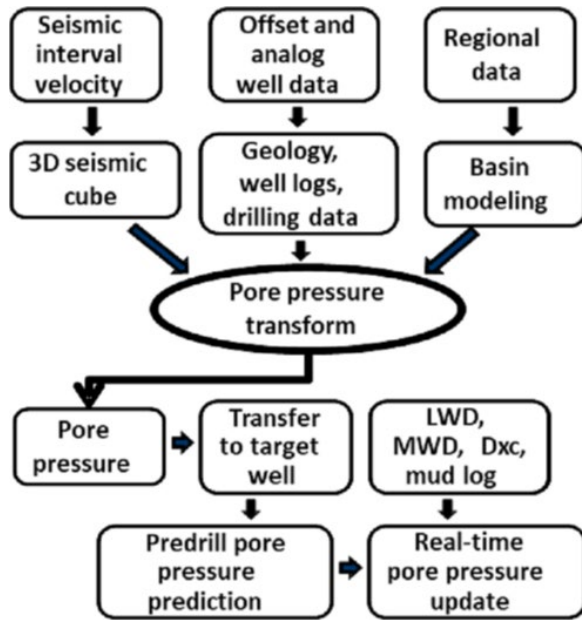 Seismic
interval
velocity
Offset and
analog
well data
Regional
data
3D seismic
cube
Geology,
well logs,
drilling data
Basin
modeling
Pore pressure
transform
Pore
pressure
Transfer
to target
well
LWD,
MWD, Dxc,
mud log
Predrill pore
pressure
prediction
Real-time
pore pressure
update